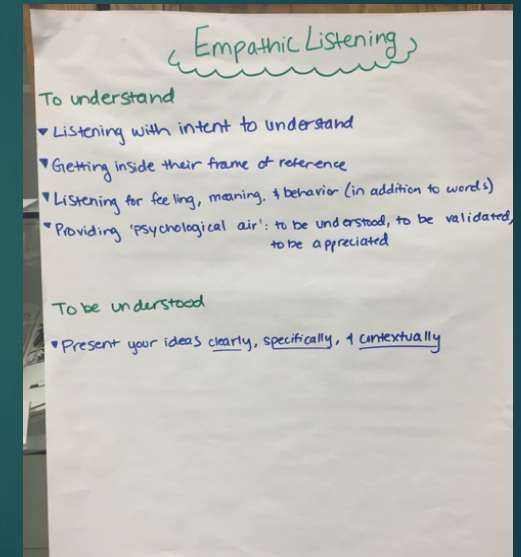 Empathic Listening
To understand
▾ Listening with intent to understand
▾ Getting inside their frame of reference
▾ Listening for feeling, meaning, & behavior (in addition to words)
▾ Providing 'psychological air': to be understood, to be validated,
to be appreciated
To be understood
▾ Present your ideas clearly, specifically, & contextually